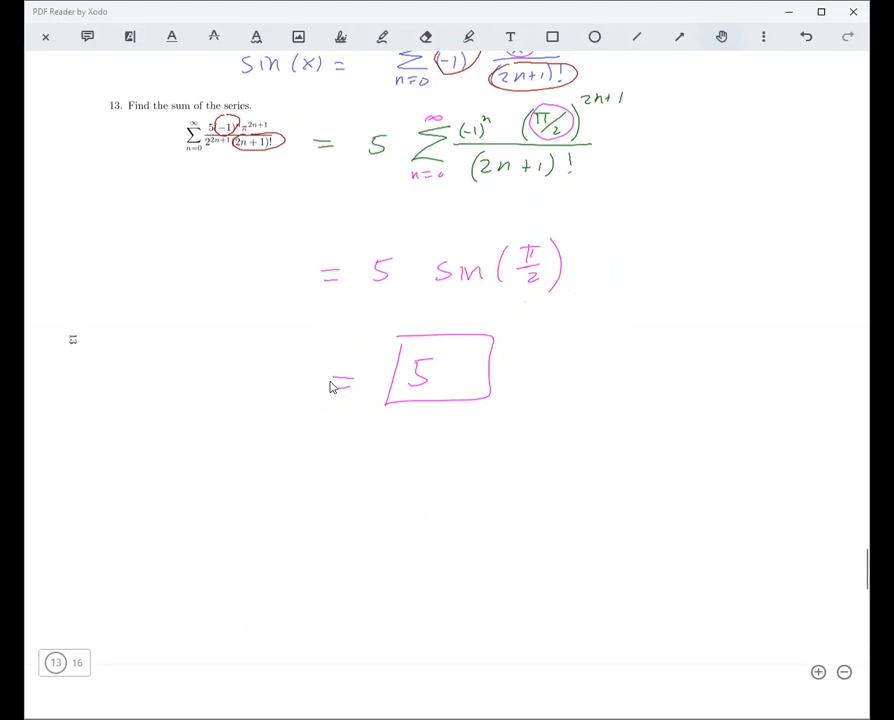 PDF Reader by Xodo
sin(x) = ∑ n=0 (-1) (2n+1)!
13. Find the sum of the series.
∑_{n=0}^{∞} 5(-1)^n π^{2n+1} / 2^{2n+1}(2n + 1)! = 5 ∑_{n=0}^{∞} (-1)^n (π/2)^{2n+1} / (2n+1)!
= 5 sin(π/2)
13
= 5
13 16